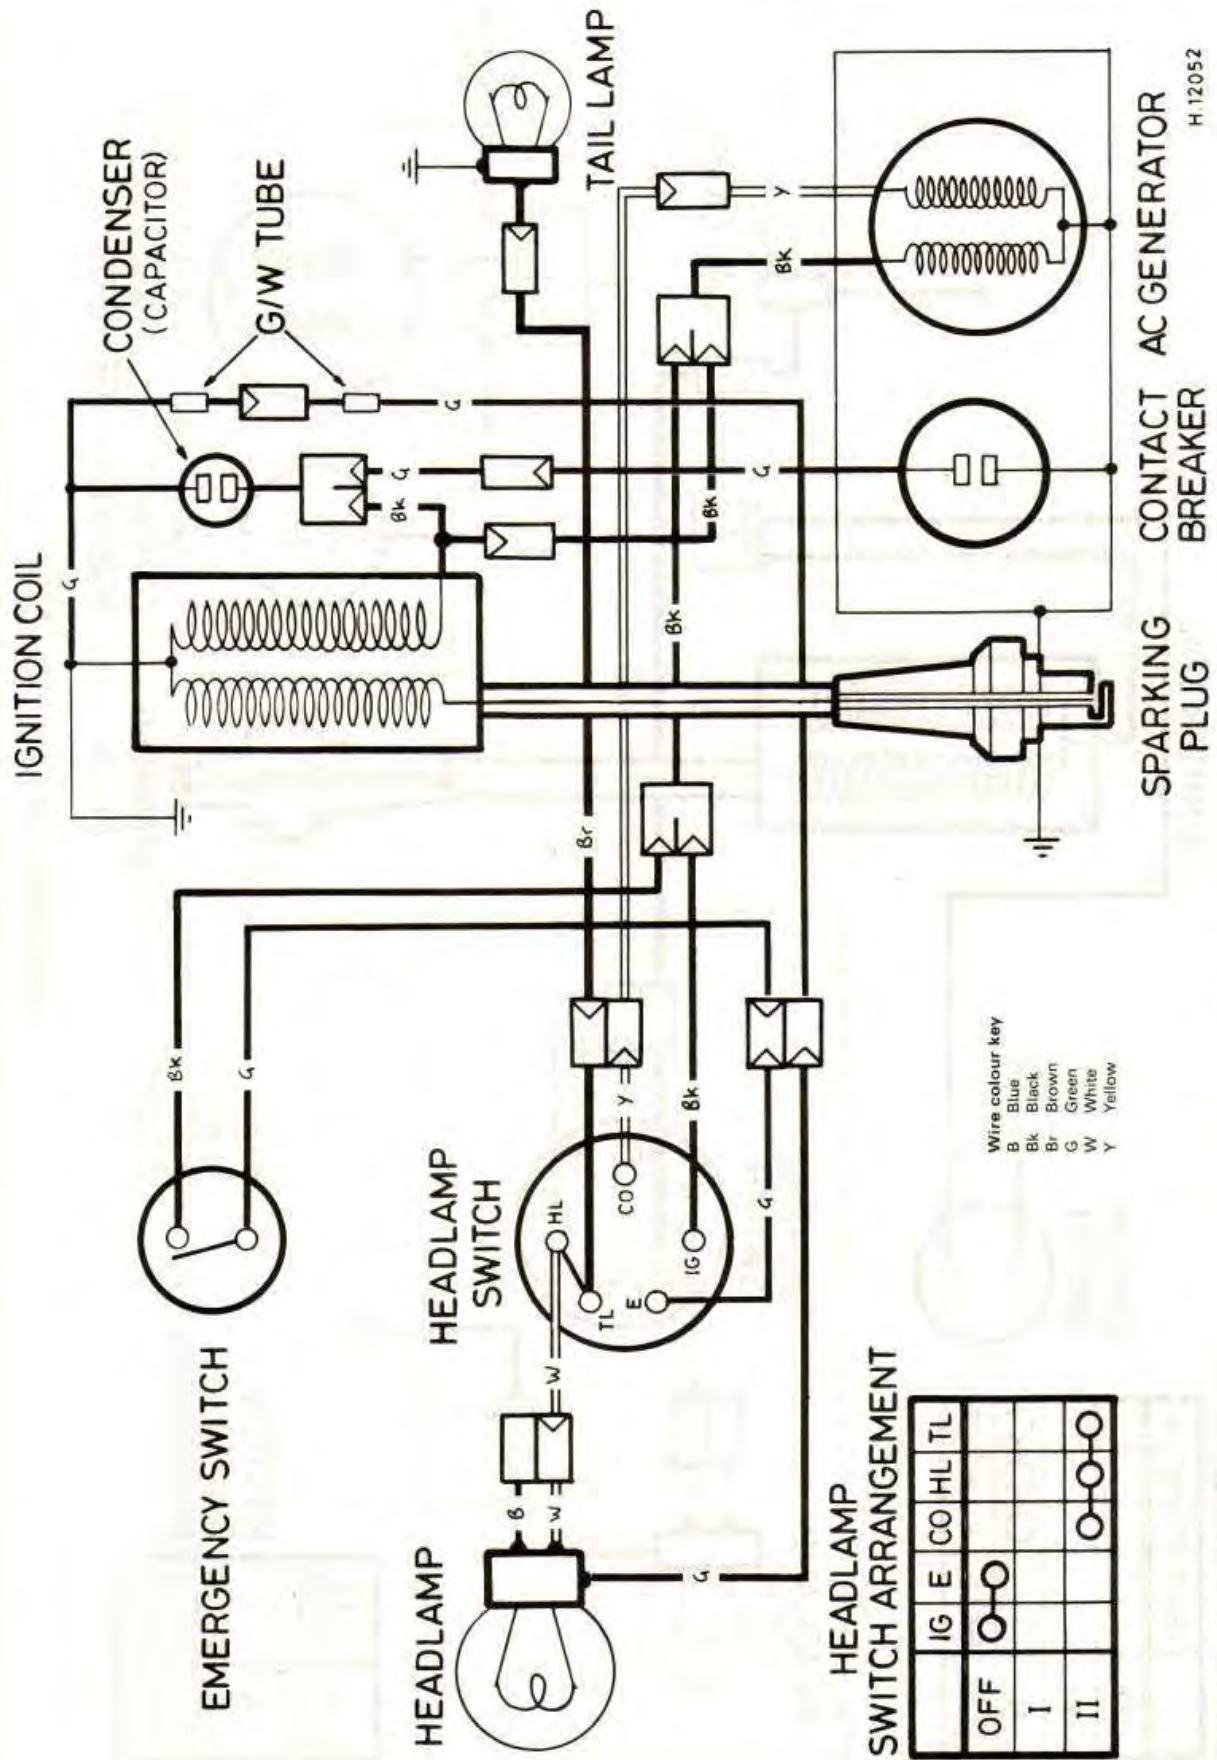 IGNITION COIL
CONDENSER
(CAPACITOR)
G/W TUBE
TAIL LAMP
EMERGENCY SWITCH
HEADLAMP
HEADLAMP
SWITCH
HL
TL
CO
E
IG
Bk
G
G
Bk
G
G
Br
Bk
Bk
Bk
Y
G
B
W
W
Y
Bk
G
G
SPARKING
PLUG
CONTACT
BREAKER
AC GENERATOR
H.12052
Wire colour key
B Blue
Bk Black
Br Brown
G Green
W White
Y Yellow
HEADLAMP
SWITCH ARRANGEMENT
IG E CO HL TL
OFF
I
II